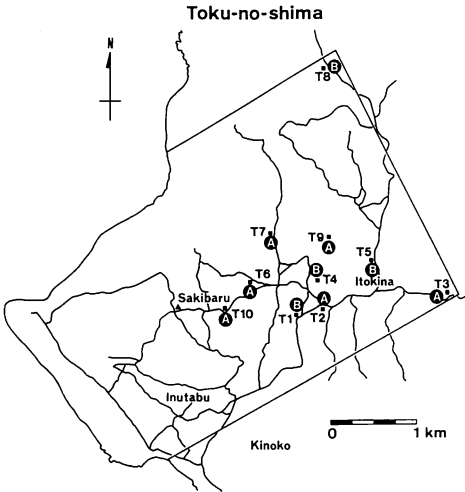 Toku-no-shima
N
B
T8
T7
A
T9
A
T5
B
Itokina
B
T4
T6
A
T3
A
Sakibaru
A
T10
B
T1
A
T2
Inutabu
Kinoko
0 1 km